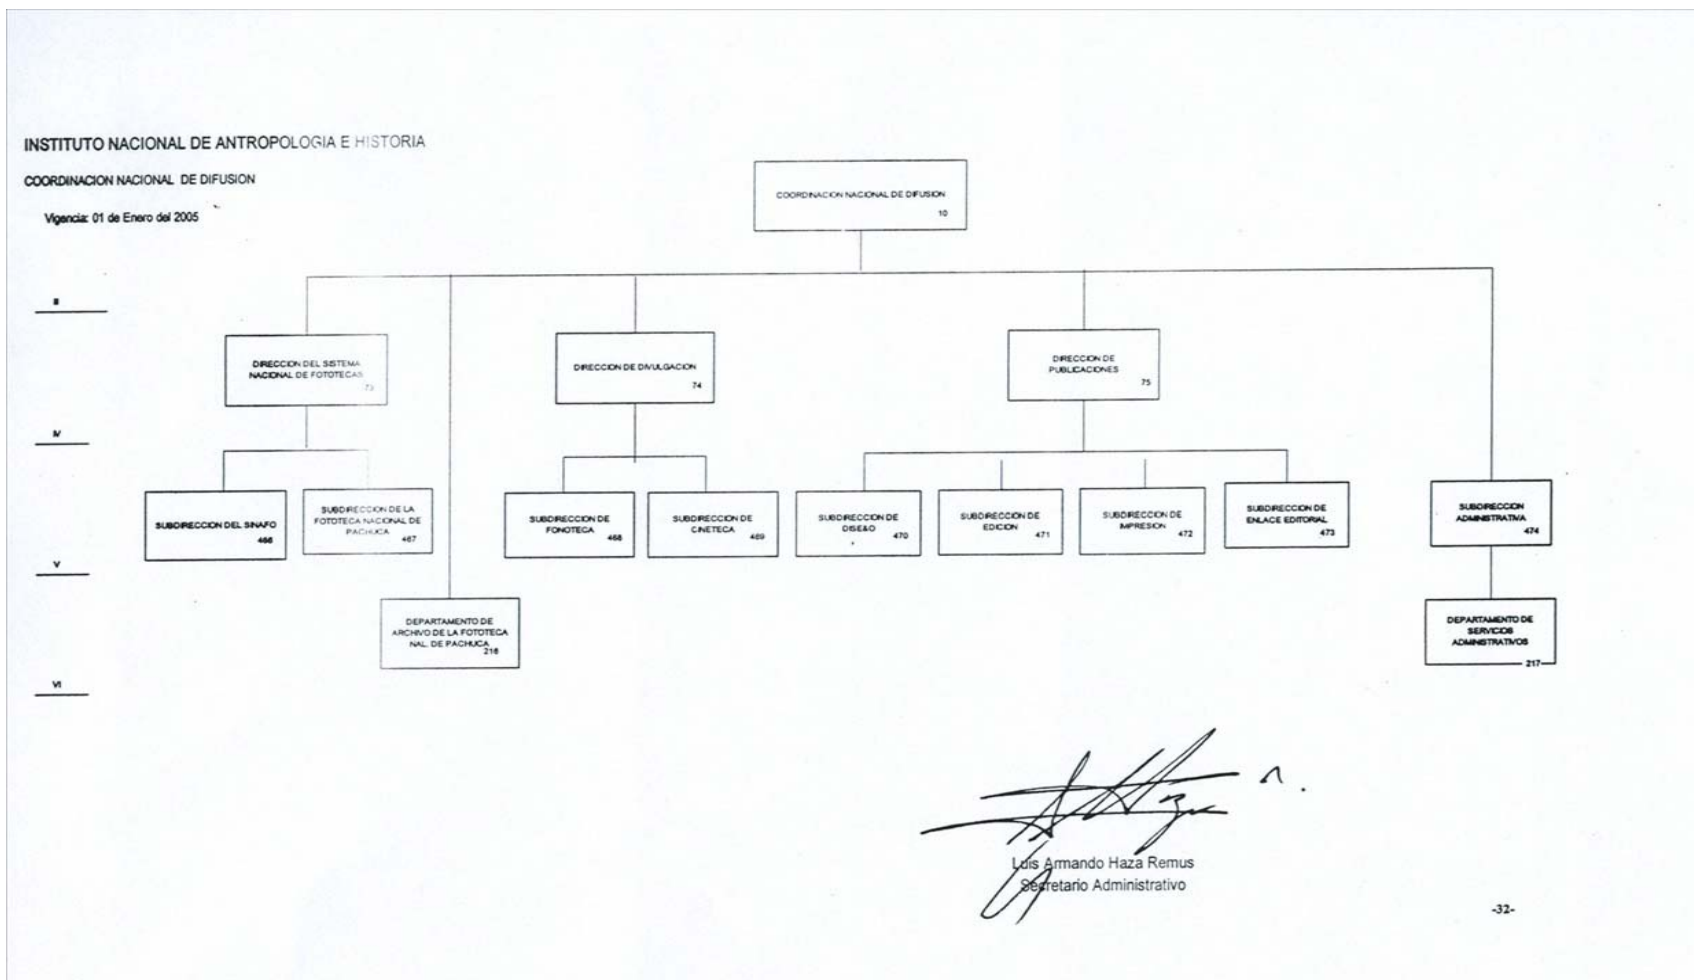 INSTITUTO NACIONAL DE ANTROPOLOGIA E HISTORIA
COORDINACION NACIONAL DE DIFUSION
Vigencia: 01 de Enero del 2005
COORDINACION NACIONAL DE DIFUSION
10
II
DIRECCION DEL SISTEMA
NACIONAL DE FOTOTECAS
73
DIRECCION DE DIVULGACION
74
DIRECCION DE
PUBLICACIONES
75
IV
SUBDIRECCION DEL SINAFO
466
SUBDIRECCION DE LA
FOTOTECA NACIONAL DE
PACHUCA
467
SUBDIRECCION DE
FONOTECA
468
SUBDIRECCION DE
CINETECA
469
SUBDIRECCION DE
DISE&O
470
SUBDIRECCION DE
EDICION
471
SUBDIRECCION DE
IMPRESION
472
SUBDIRECCION DE
ENLACE EDITORIAL
473
SUBDIRECCION
ADMINISTRATIVA
474
V
DEPARTAMENTO DE
ARCHIVO DE LA FOTOTECA
NAL. DE PACHUCA
216
DEPARTAMENTO DE
SERVICIOS
ADMINISTRATIVOS
217
VI
Luis Armando Haza Remus
Secretario Administrativo
-32-